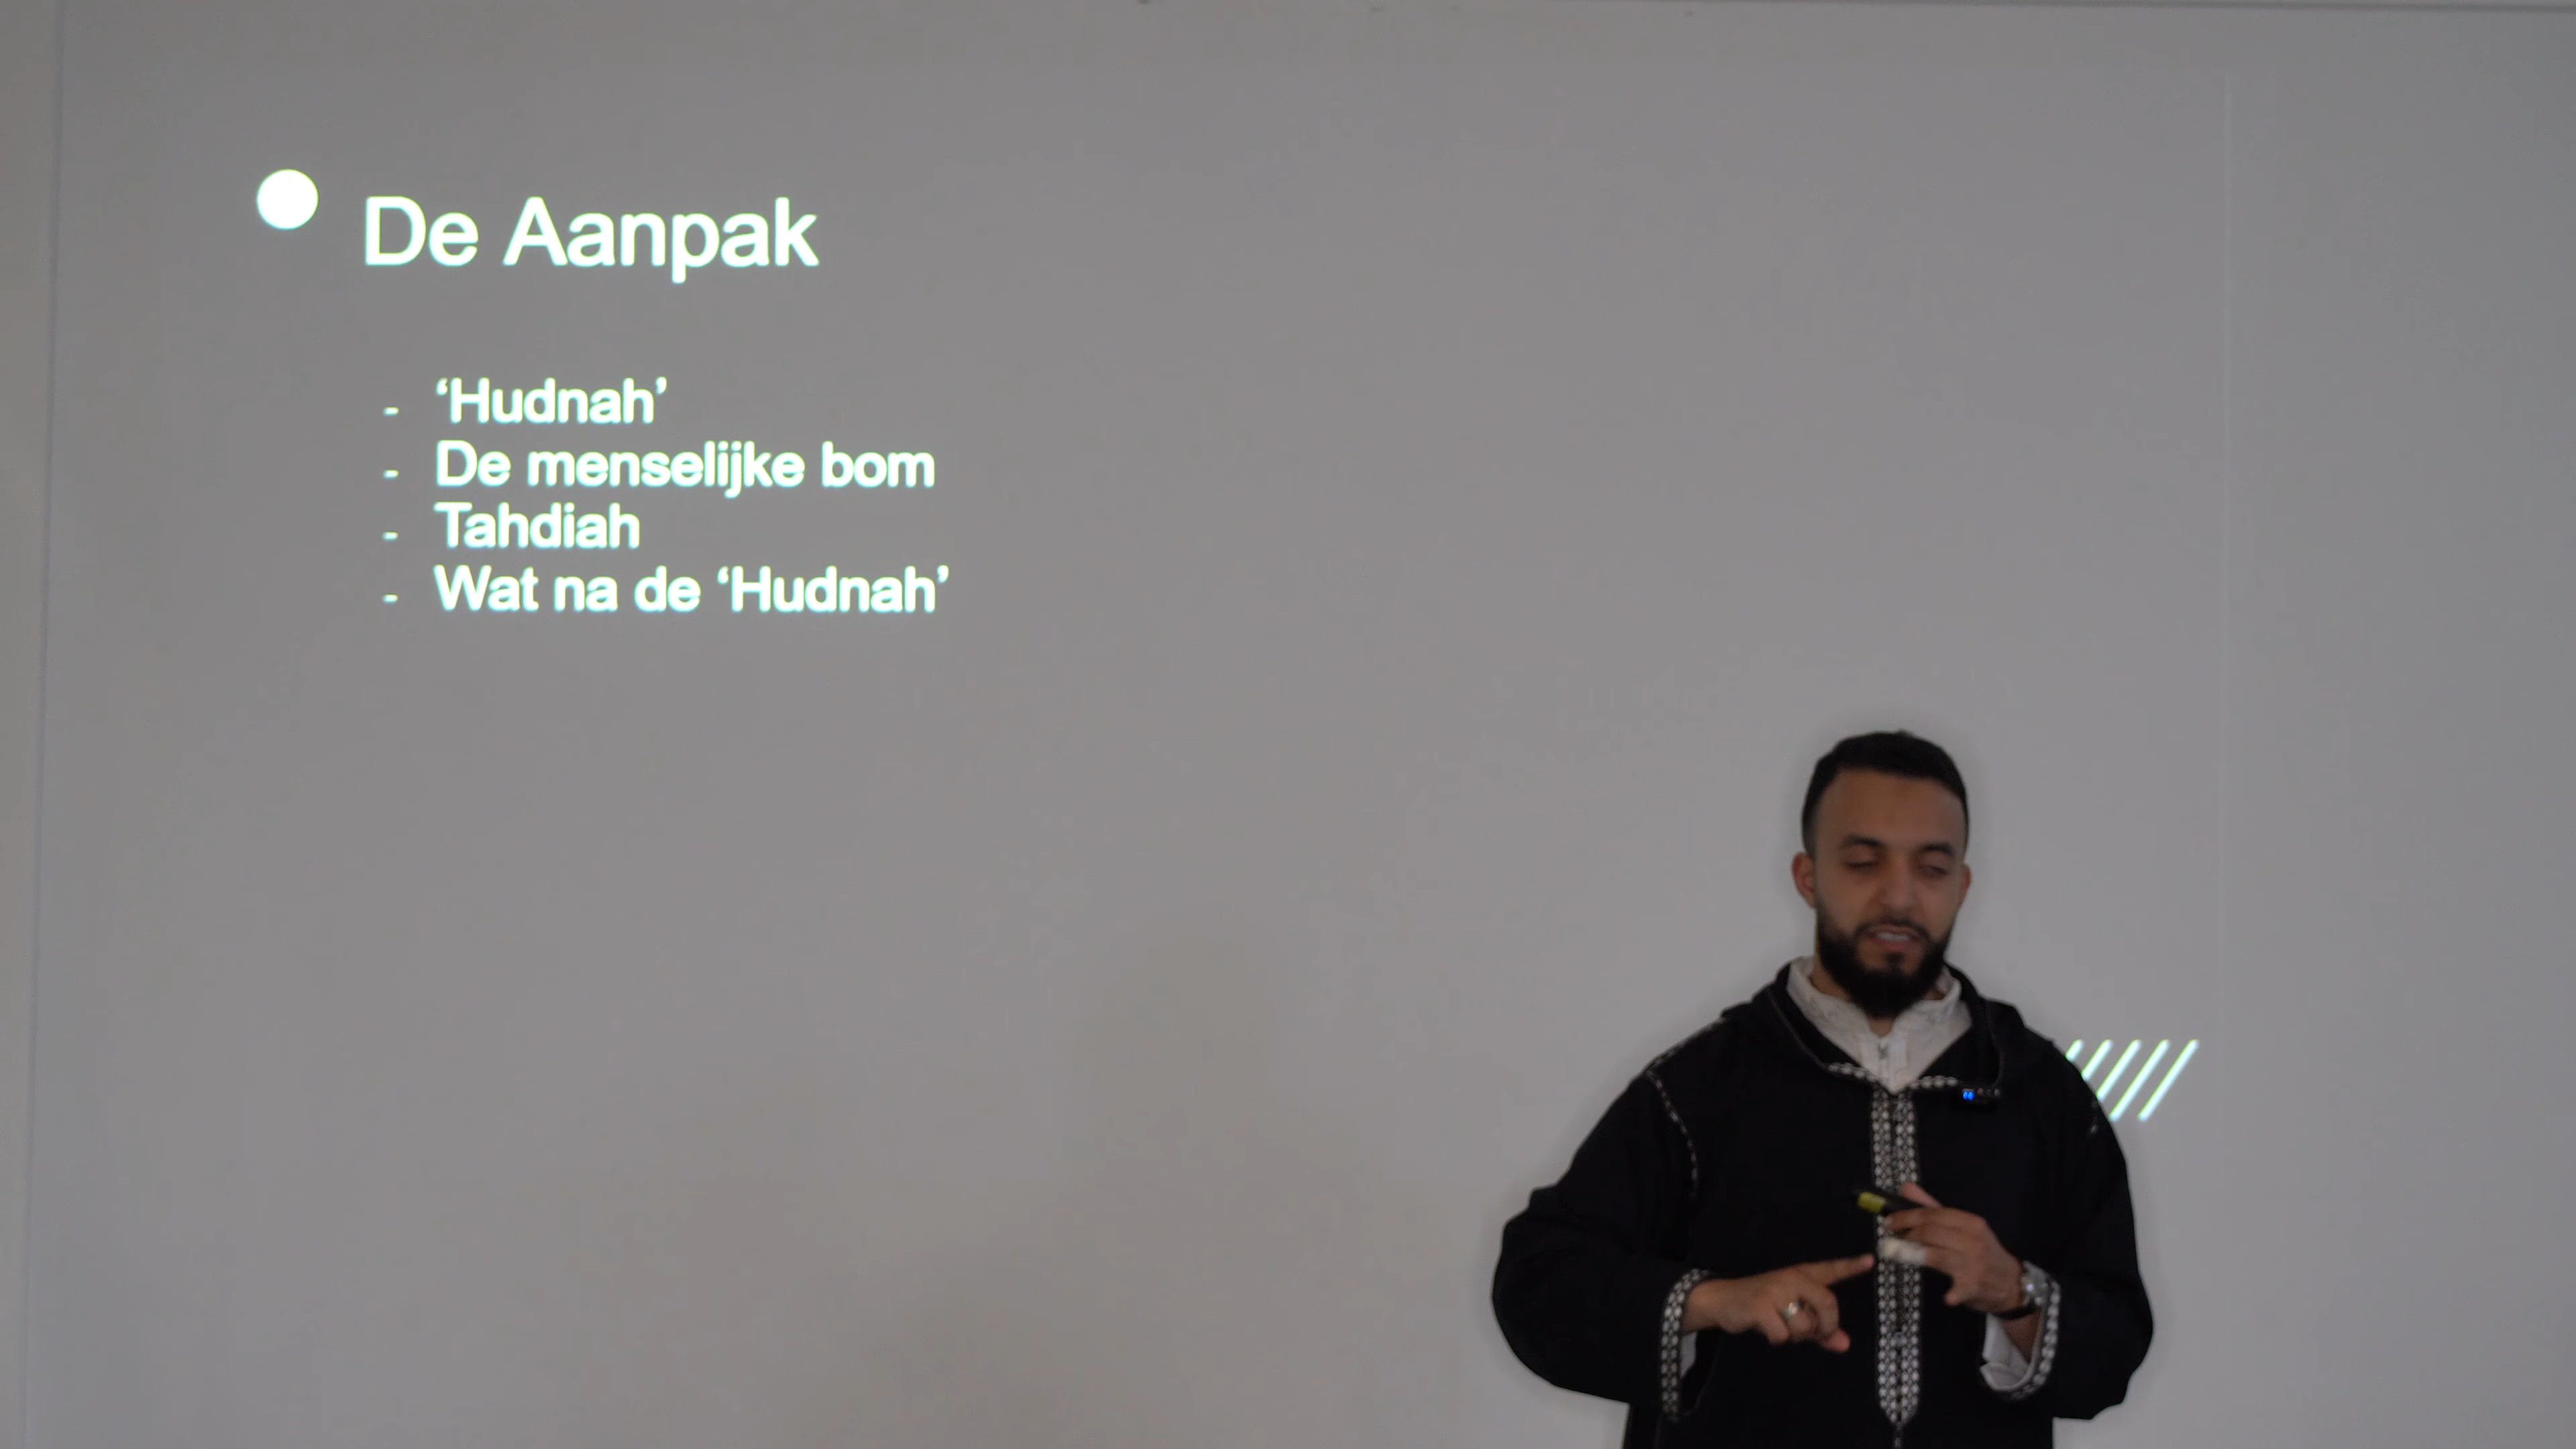 De Aanpak
- ‘Hudnah’
- De menselijke bom
- Tahdiah
- Wat na de ‘Hudnah’